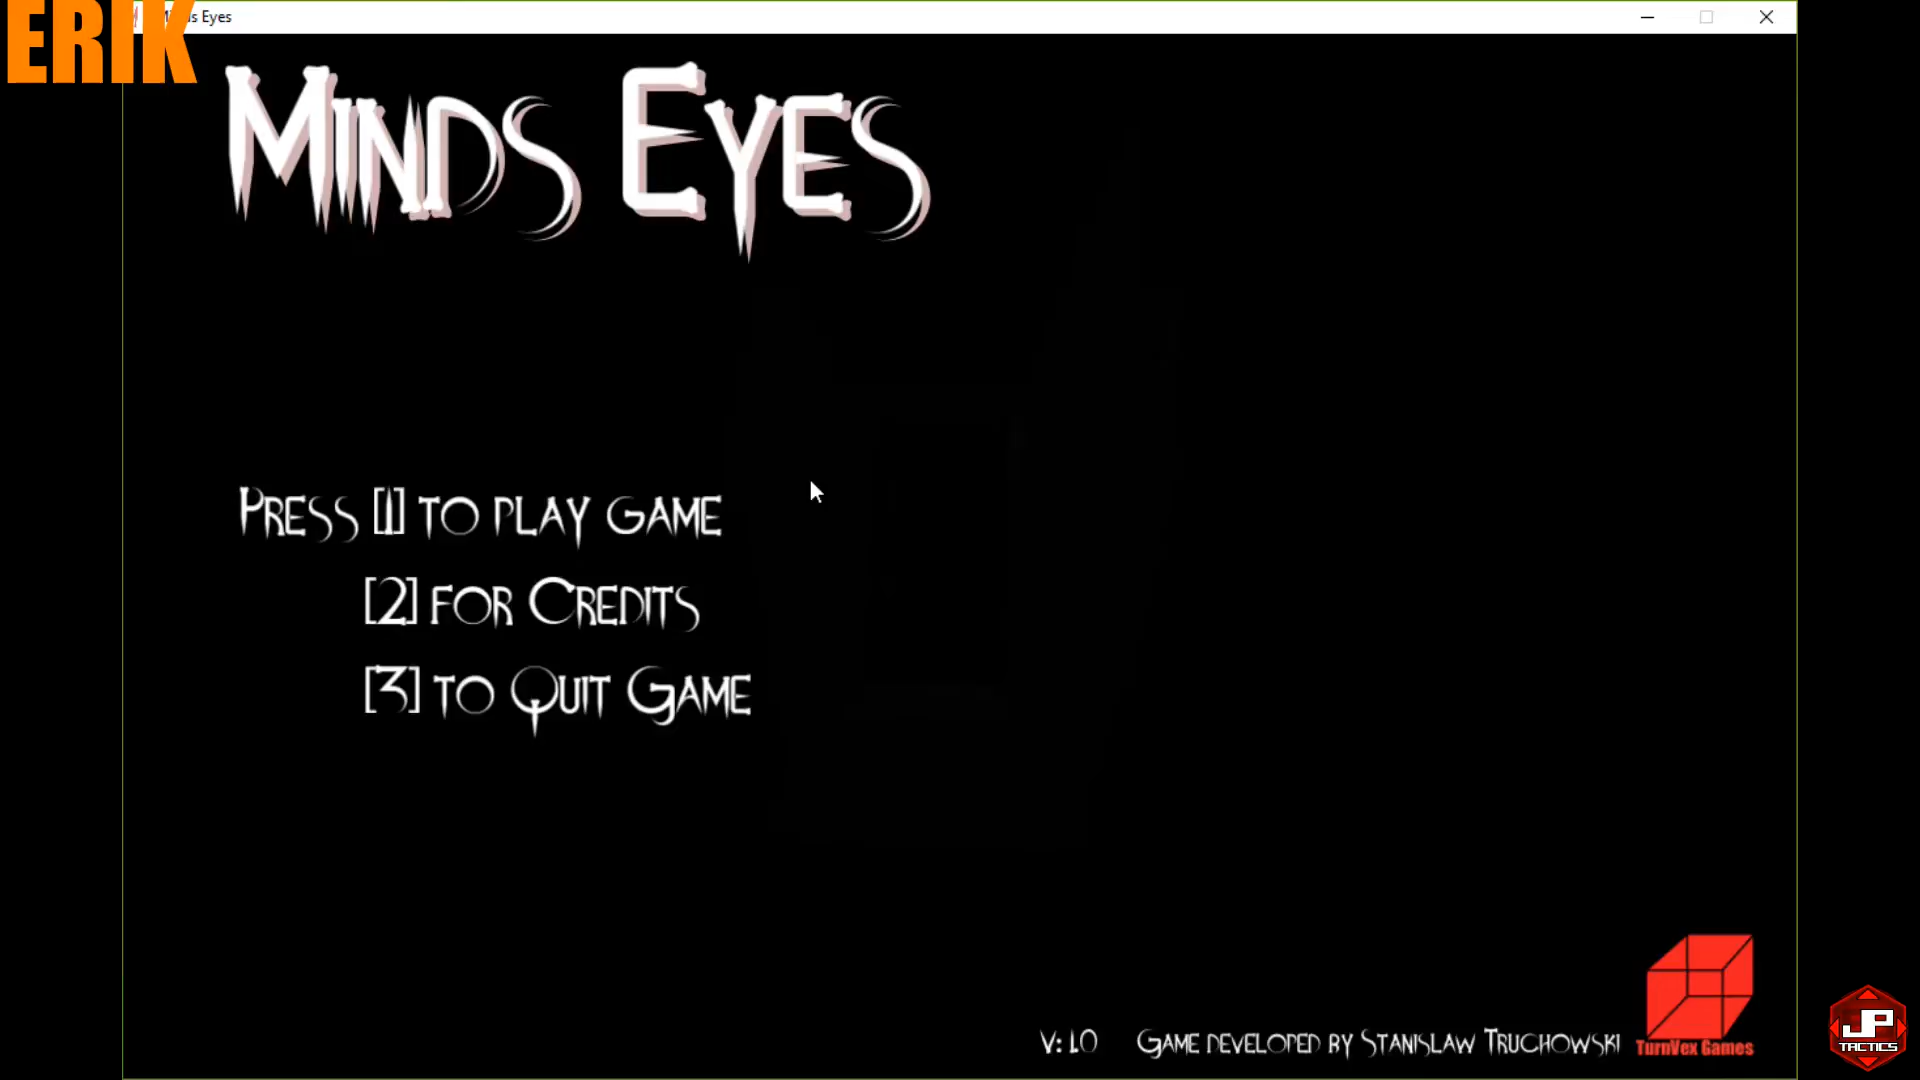 ERIK
Eyes
Minds Eyes
Press [1] to play game
[2] for Credits
[3] to Quit Game
V: 1.0 Game developed by Stanislaw Truchowski
TurnVex Games
JP
TACTICS